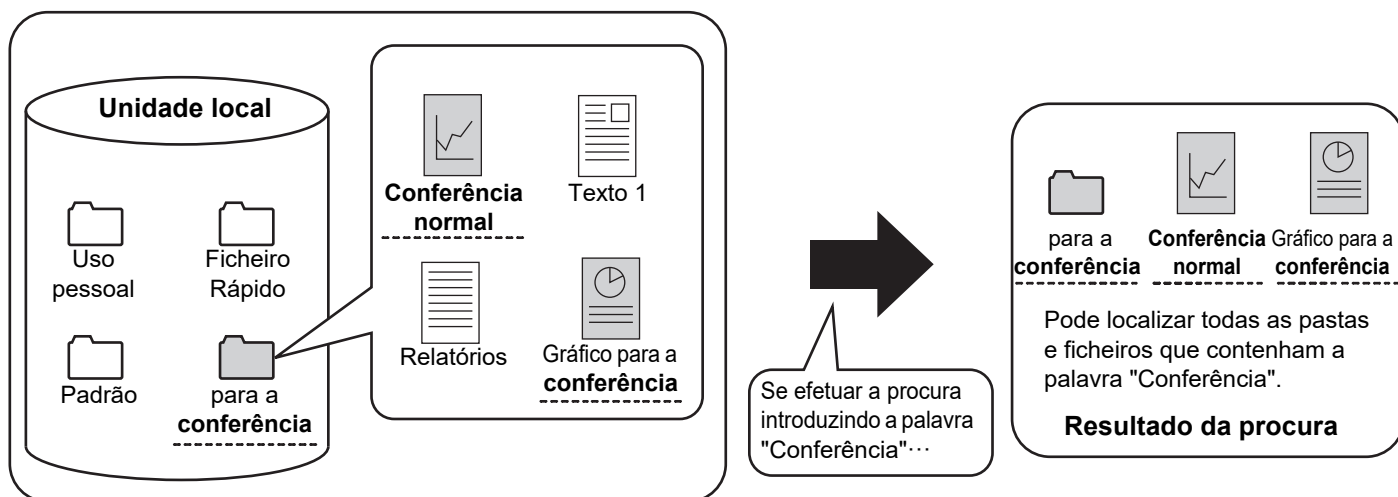 Unidade local
Uso
pessoal
Ficheiro
Rápido
Padrão
para a
conferência
Conferência
normal
Texto 1
Relatórios
Gráfico para a
conferência
Se efetuar a procura
introduzindo a palavra
"Conferência"⋯
para a
conferência
Conferência
normal
Gráfico para a
conferência
Pode localizar todas as pastas
e ficheiros que contenham a
palavra "Conferência".
Resultado da procura